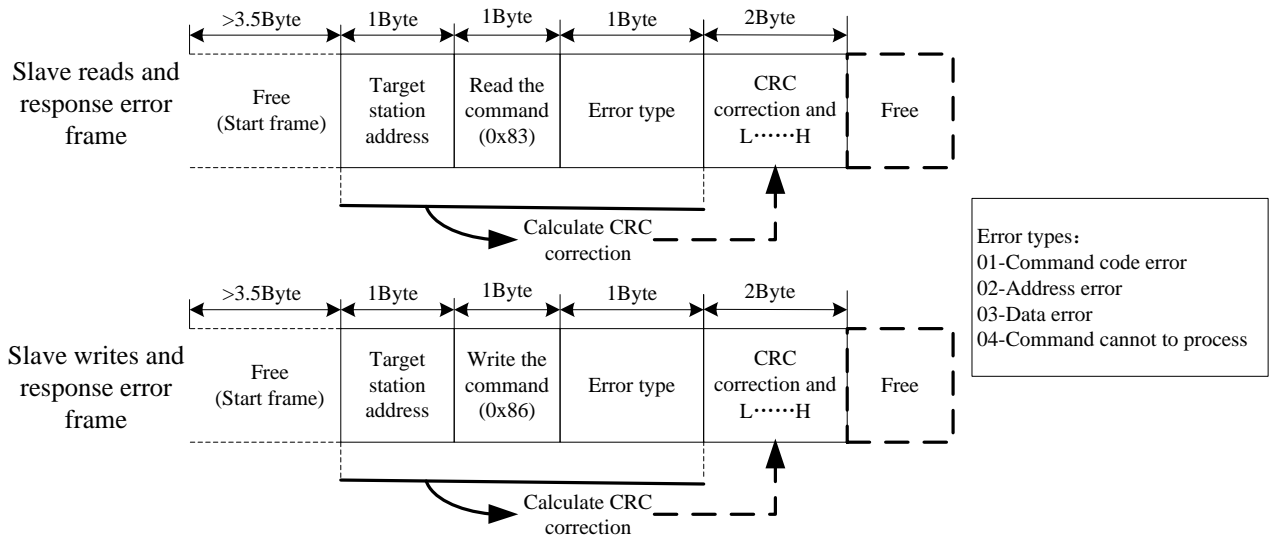 >3.5Byte
1Byte
1Byte
1Byte
2Byte
Slave reads and
response error
frame
Free
(Start frame)
Target
station
address
Read the
command
(0x83)
Error type
CRC
correction and
L······H
Free
Calculate CRC
correction
Error types：
01-Command code error
02-Address error
03-Data error
04-Command cannot to process
>3.5Byte
1Byte
1Byte
1Byte
2Byte
Slave writes and
response error
frame
Free
(Start frame)
Target
station
address
Write the
command
(0x86)
Error type
CRC
correction and
L······H
Free
Calculate CRC
correction